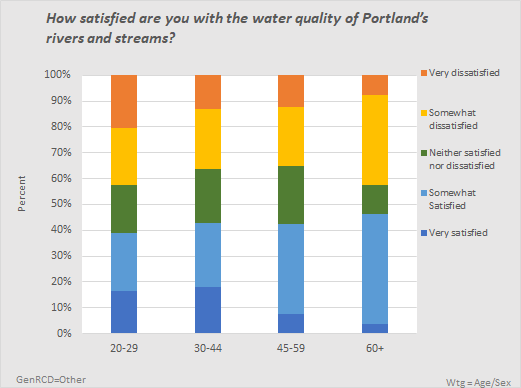 How satisfied are you with the water quality of Portland's
rivers and streams?
100%
90%
80%
70%
60%
50%
40%
30%
20%
10%
0%
Percent
20-29
30-44
45-59
60+
Very dissatisfied
Somewhat
dissatisfied
Neither satisfied
nor dissatisfied
Somewhat
Satisfied
Very satisfied
GenRCD=Other
Wtg = Age/Sex